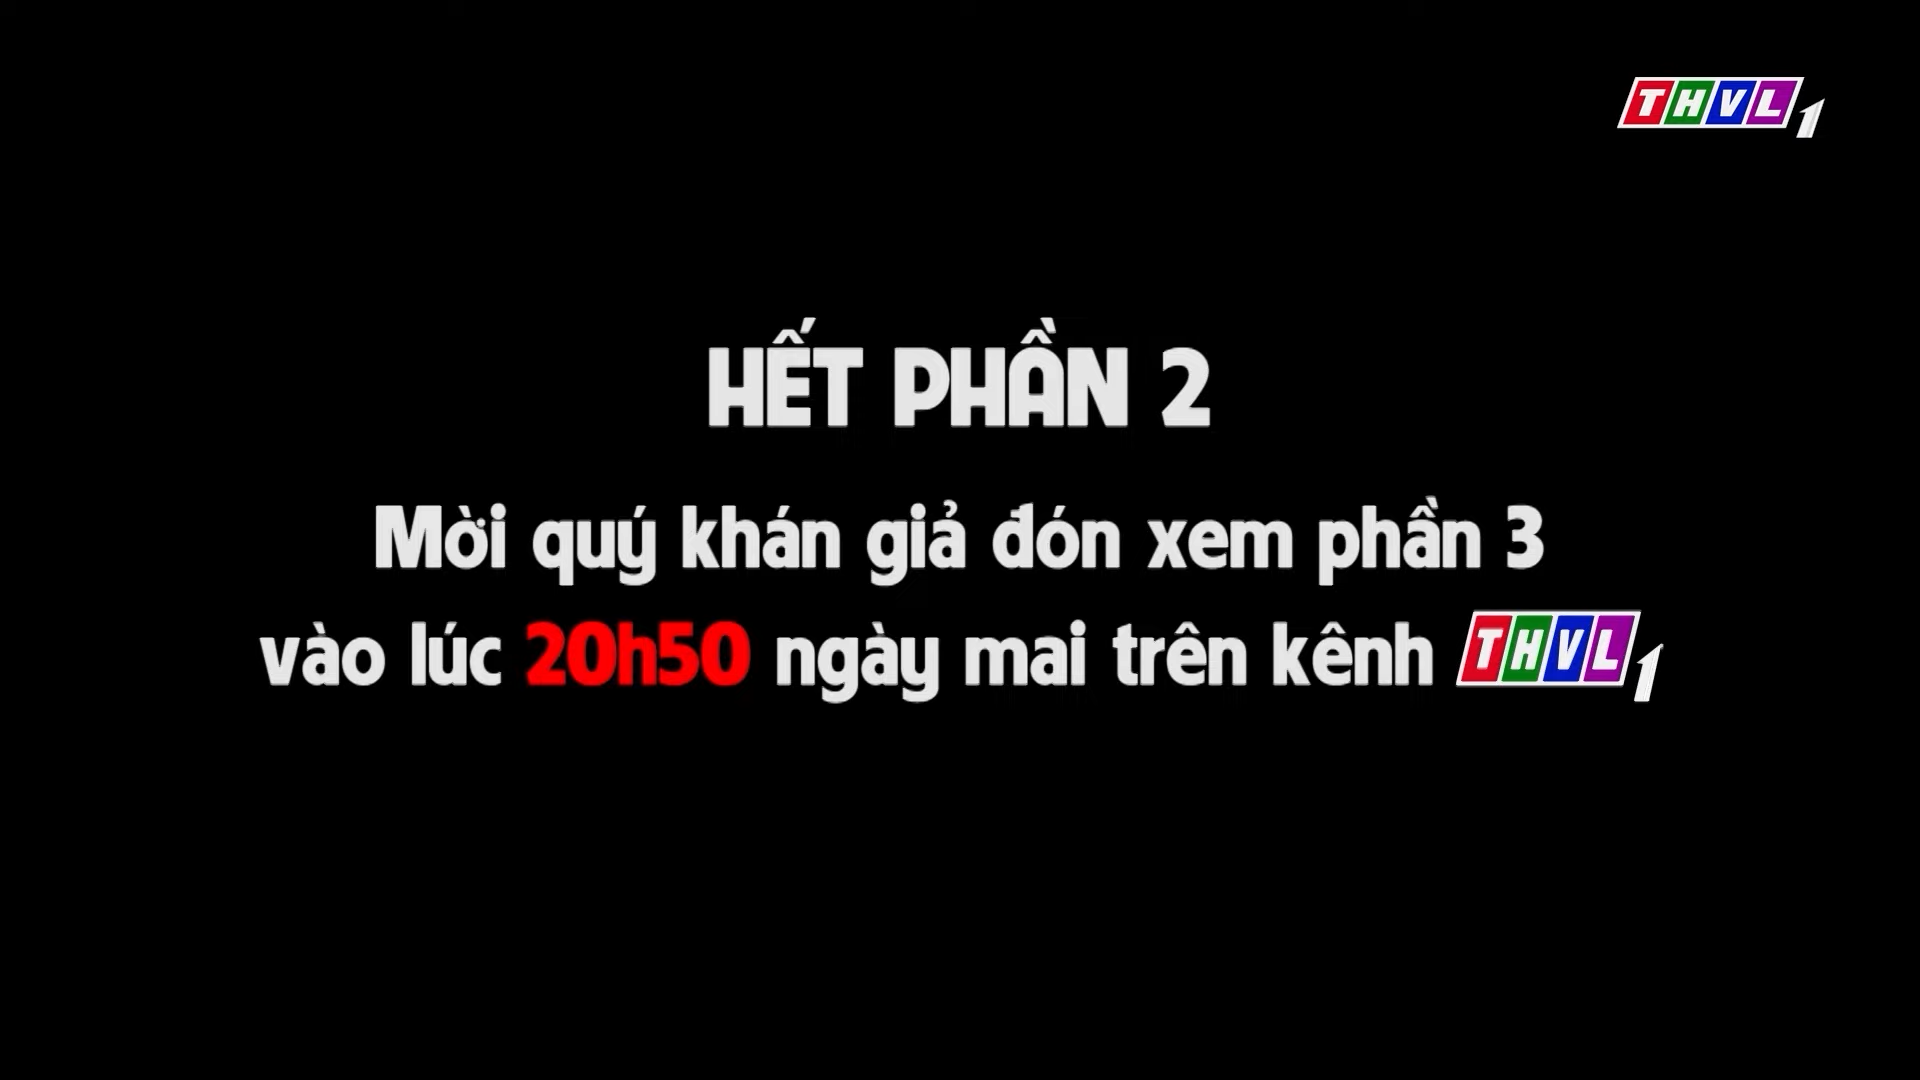 THVL1
HẾT PHẦN 2
Mời quý khán giả đón xem phần 3
vào lúc 20h50 ngày mai trên kênh THVL1